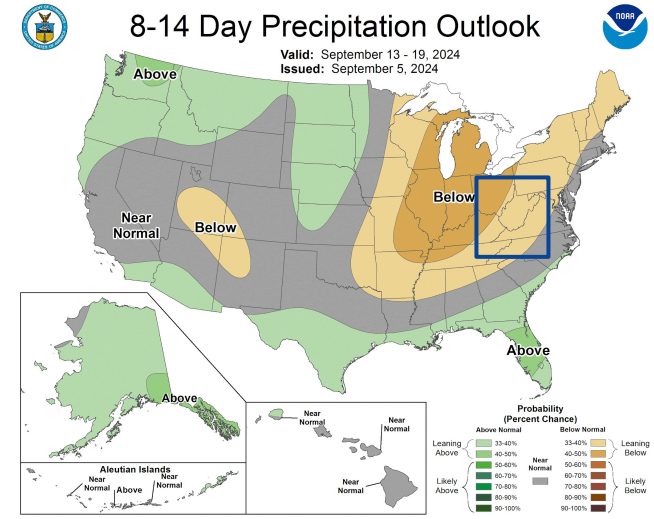 8-14 Day Precipitation Outlook
Valid: September 13 - 19, 2024
Issued: September 5, 2024
NOAA
Above
Near
Normal
Below
Below
Above
Above
Near
Normal
Near
Normal
Near
Normal
Aleutian Islands
Near
Normal
Above
Near
Normal
Probability
(Percent Chance)
Above Normal
Below Normal
Leaning
Above
33-40%
40-50%
Likely
Above
50-60%
60-70%
70-80%
80-90%
90-100%
Near
Normal
33-40%
40-50%
Leaning
Below
50-60%
60-70%
70-80%
80-90%
90-100%
Likely
Below